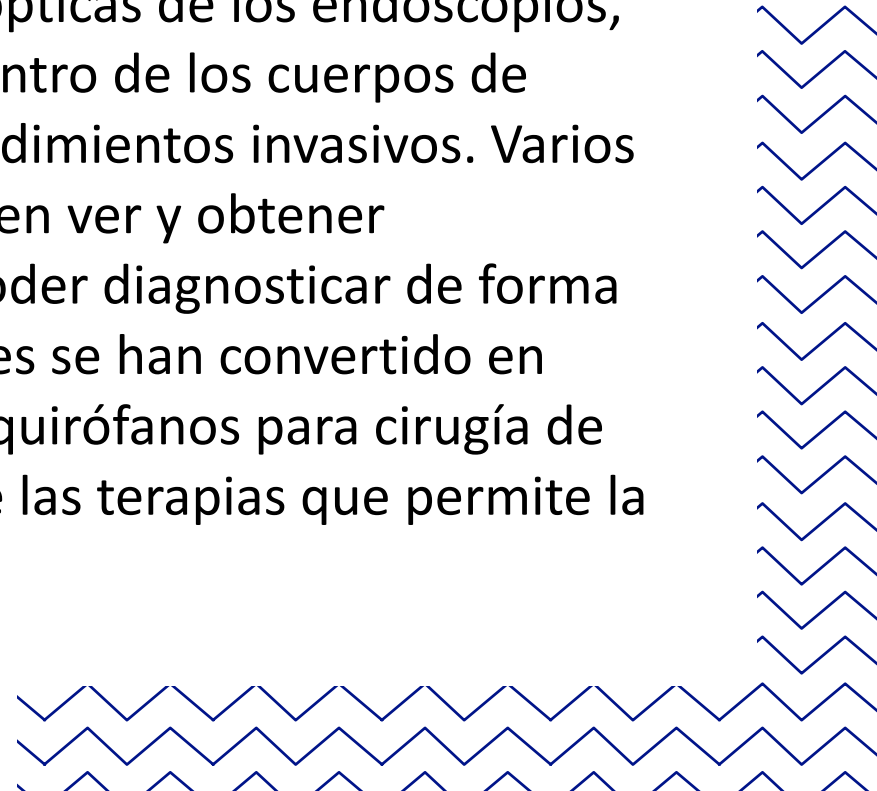 ópticas de los endoscopios,
ntro de los cuerpos de
dimientos invasivos. Varios
en ver y obtener
oder diagnosticar de forma
es se han convertido en
quirófanos para cirugía de
e las terapias que permite la